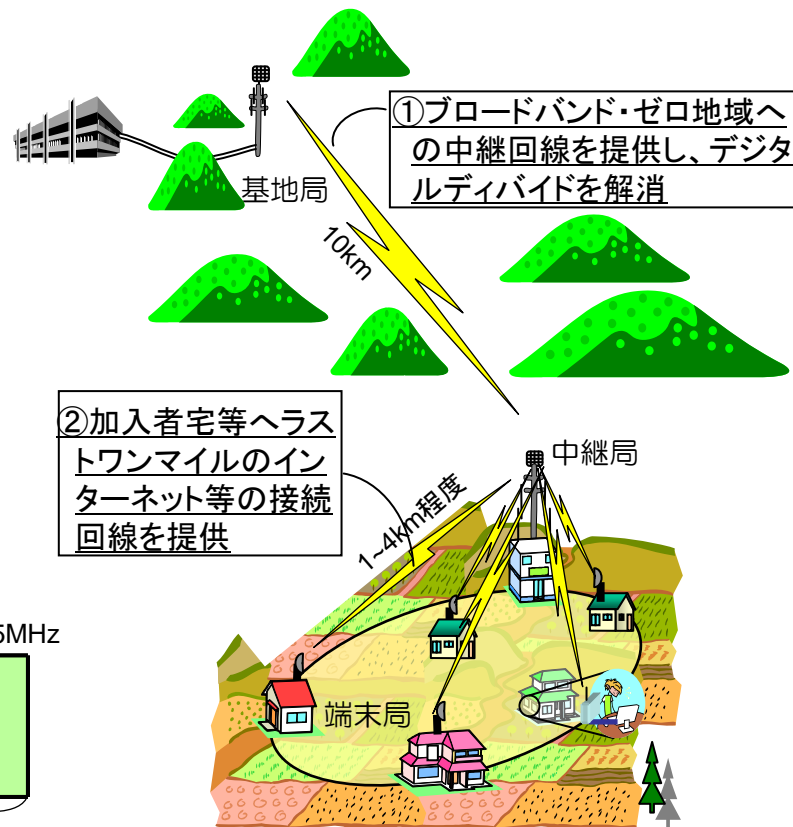 ①ブロードバンド・ゼロ地域へ
の中継回線を提供し、デジタ
ルディバイドを解消
基地局
10km
②加入者宅等へラス
トワンマイルのイン
ターネット等の接続
回線を提供
中継局
1~4km程度
5MHz
端末局